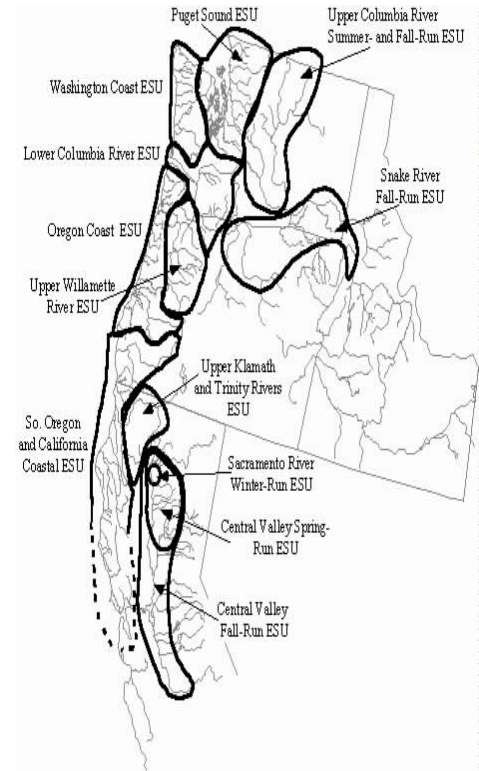 Puget Sound ESU
Upper Columbia River
Summer- and Fall-Run ESU
Washington Coast ESU
Lower Columbia River ESU
Snake River
Fall-Run ESU
Oregon Coast ESU
Upper Willamette
River ESU
Upper Klamath
and Trinity Rivers
ESU
So. Oregon
and California
Coastal ESU
Sacramento River
Winter-Run ESU
Central Valley Spring-
Run ESU
Central Valley
Fall-Run ESU